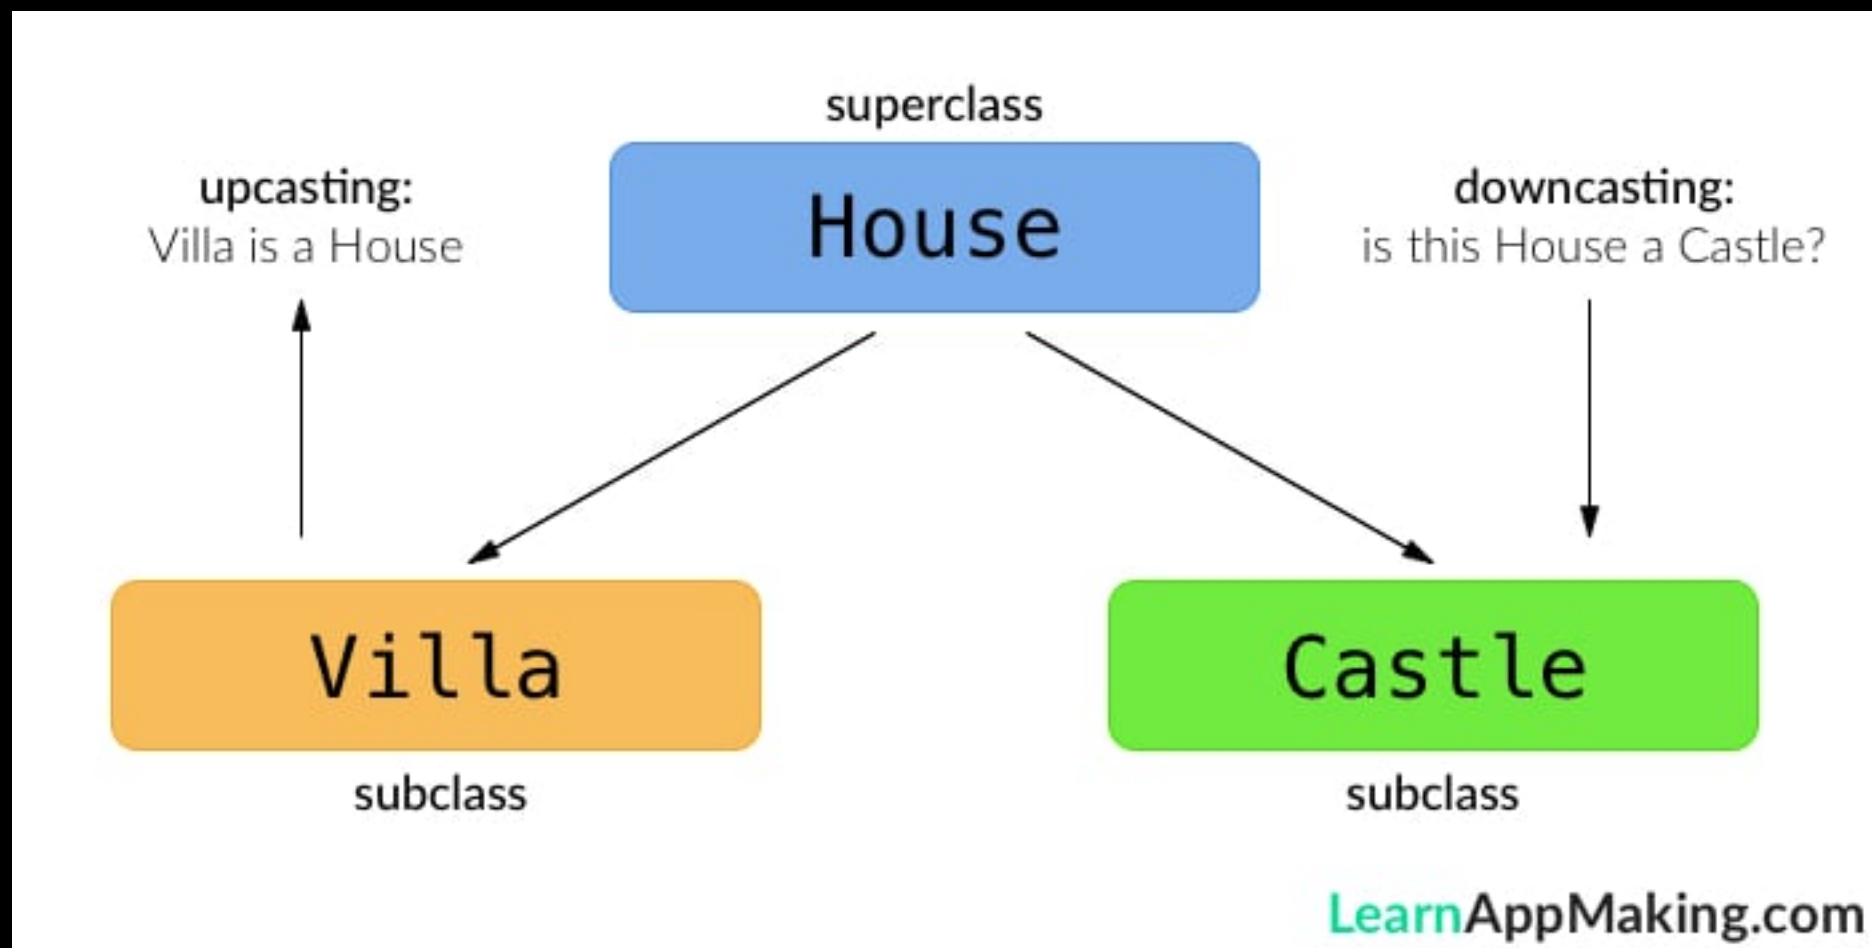 superclass
House
upcasting:
Villa is a House
downcasting:
is this House a Castle?
Villa
subclass
Castle
subclass
LearnAppMaking.com